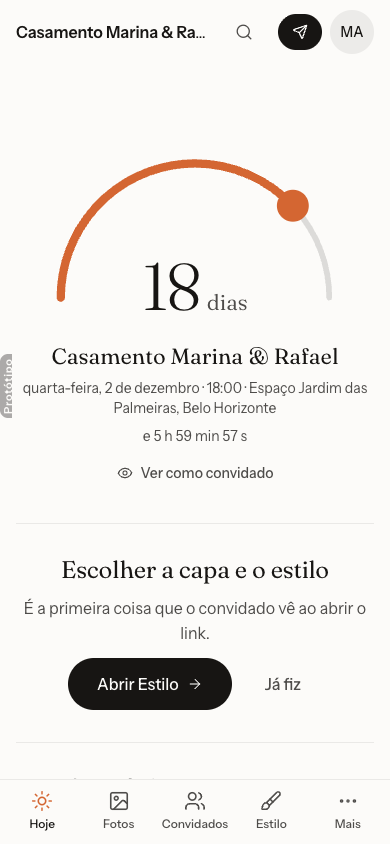 Casamento Marina & Ra...
MA
18 dias
Casamento Marina & Rafael
quarta-feira, 2 de dezembro · 18:00 · Espaço Jardim das
Palmeiras, Belo Horizonte
e 5 h 59 min 57 s
Protótipo
Ver como convidado
Escolher a capa e o estilo
É a primeira coisa que o convidado vê ao abrir o
link.
Abrir Estilo
Já fiz
Hoje
Fotos
Convidados
Estilo
Mais